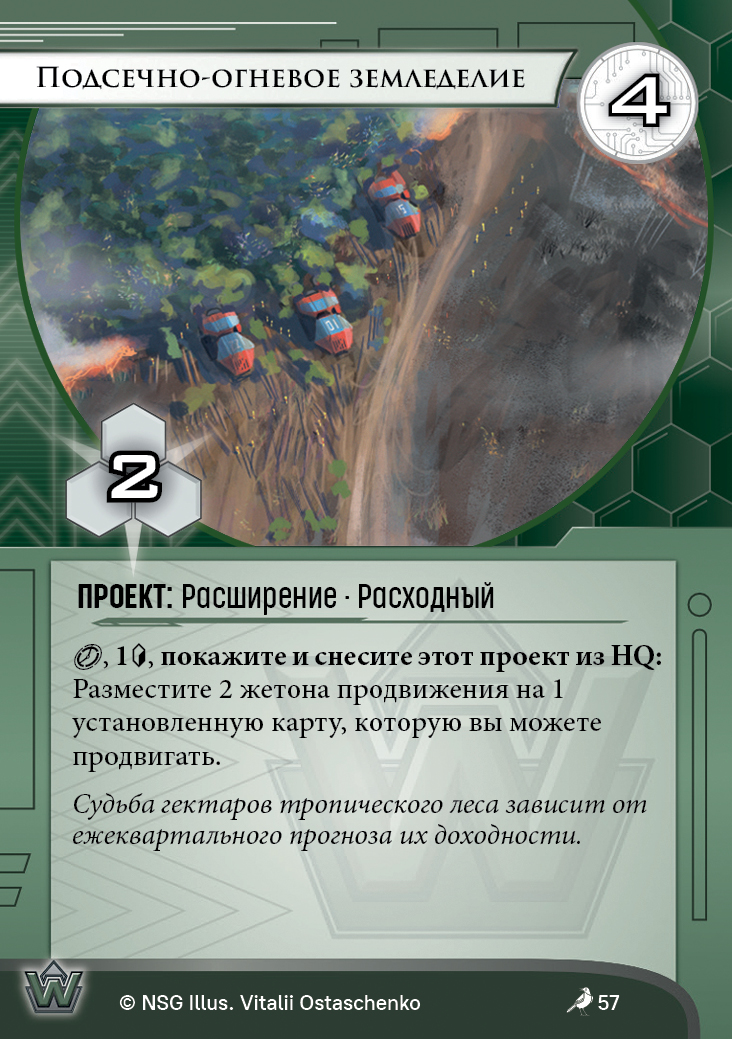 Подсечно-огневое земледелие
4
2
ПРОЕКТ: Расширение · Расходный
, 1, покажите и снесите этот проект из HQ:
Разместите 2 жетона продвижения на 1
установленную карту, которую вы можете
продвигать.
Судьба гектаров тропического леса зависит от
ежеквартального прогноза их доходности.
© NSG Illus. Vitalii Ostaschenko
57